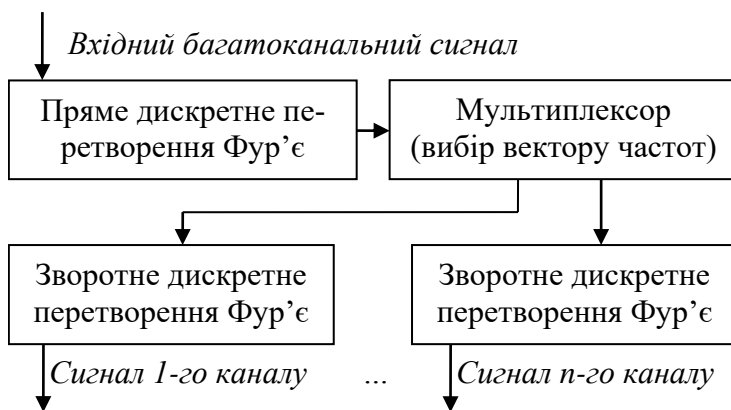 Вхідний багатоканальний сигнал
Пряме дискретне пе-
ретворення Фур’є
Мультиплексор
(вибір вектору частот)
Зворотне дискретне
перетворення Фур’є
Зворотне дискретне
перетворення Фур’є
Сигнал 1-го каналу ... Сигнал n-го каналу